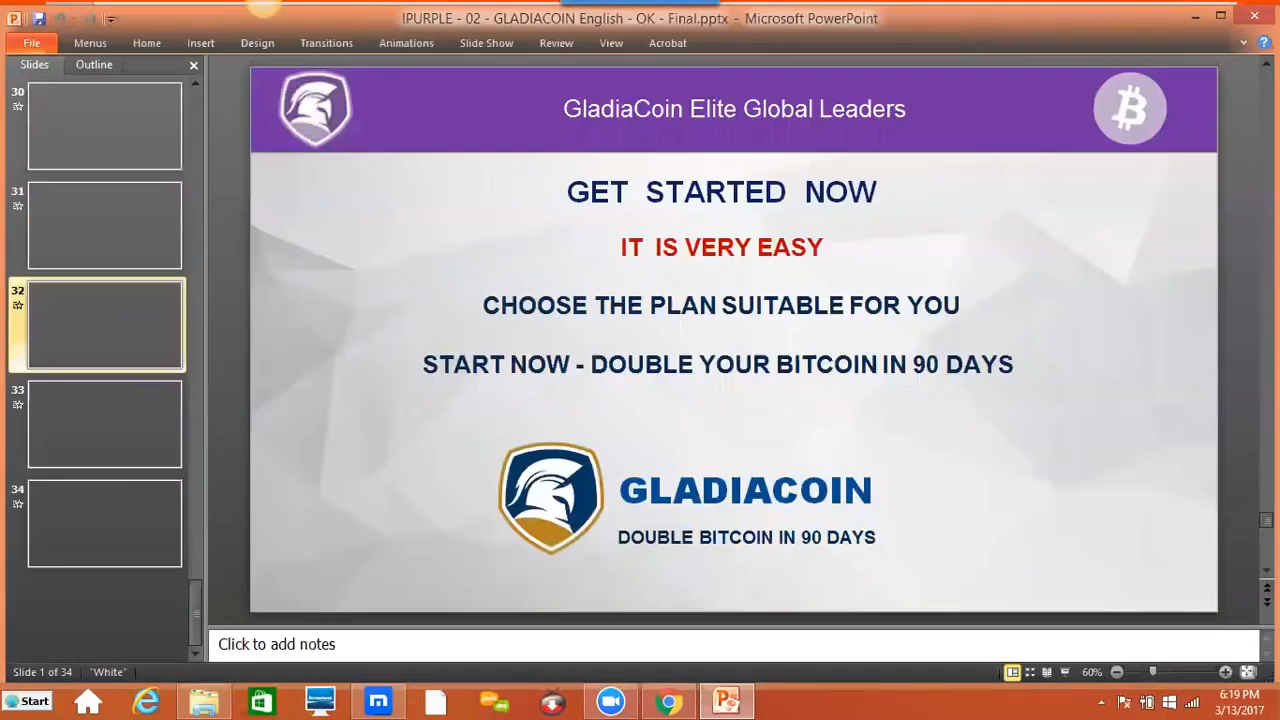 !PURPLE - 02 - GLADIACOIN English - OK - Final.pptx - Microsoft PowerPoint
File Menus Home Insert Design Transitions Animations Slide Show Review View Acrobat
Slides Outline
30
31
32
33
34
GladiaCoin Elite Global Leaders
GET STARTED NOW
IT IS VERY EASY
CHOOSE THE PLAN SUITABLE FOR YOU
START NOW - DOUBLE YOUR BITCOIN IN 90 DAYS
GLADIACOIN
DOUBLE BITCOIN IN 90 DAYS
Click to add notes
Slide 1 of 34 "White" 60%
Start
6:19 PM
3/13/2017